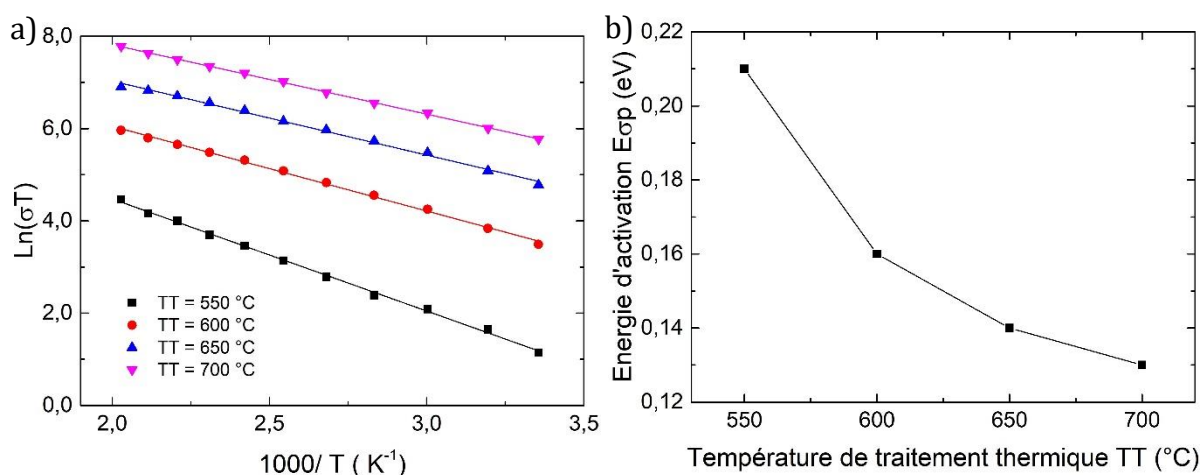 a)
8,0
6,0
4,0
2,0
0,0
Ln(σT)
TT = 550 °C
TT = 600 °C
TT = 650 °C
TT = 700 °C
2,0 2,5 3,0 3,5
1000/ T ( K⁻¹)
b)
0,22
0,20
0,18
0,16
0,14
0,12
Energie d'activation Eσp (eV)
550 600 650 700
Température de traitement thermique TT (°C)